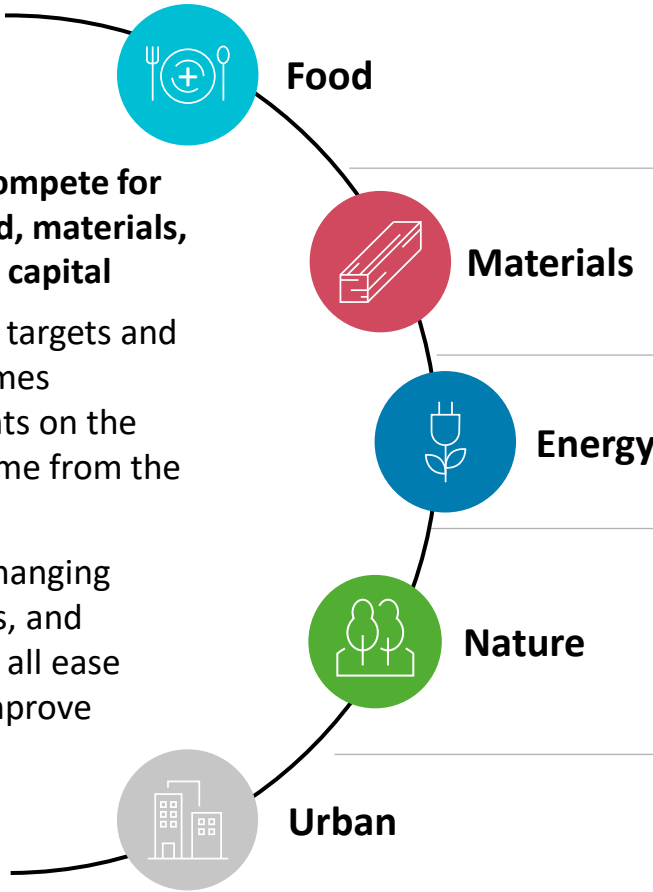 Food
ompete for
d, materials,
capital
Materials
targets and
mes
nts on the
me from the
Energy
hanging
s, and
all ease
nprove
Nature
Urban